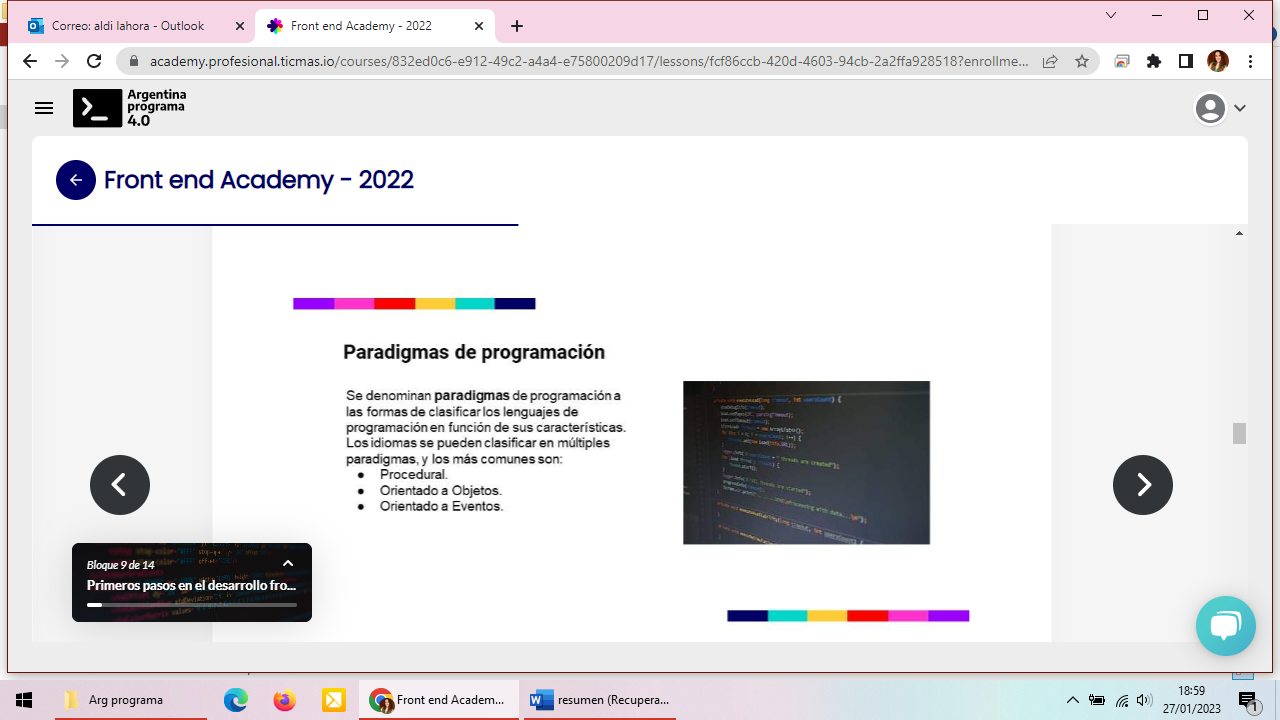 Correo: aldi lahora - Outlook
Front end Academy - 2022
academy.profesional.ticmas.io/courses/832ee0c6-e912-49c2-a4a4-e75800209d17/lessons/fcf86ccb-420d-4603-94cb-2a2ffa928518?enrollme...
Argentina
programa
4.0
Front end Academy - 2022
Paradigmas de programación
Se denominan paradigmas de programación a
las formas de clasificar los lenguajes de
programación en función de sus características.
Los idiomas se pueden clasificar en múltiples
paradigmas, y los más comunes son:
● Procedural.
● Orientado a Objetos.
● Orientado a Eventos.
Bloque 9 de 14
Primeros pasos en el desarrollo fro...
Arg programa
Front end Academ...
resumen (Recupera...
18:59
27/01/2023
1